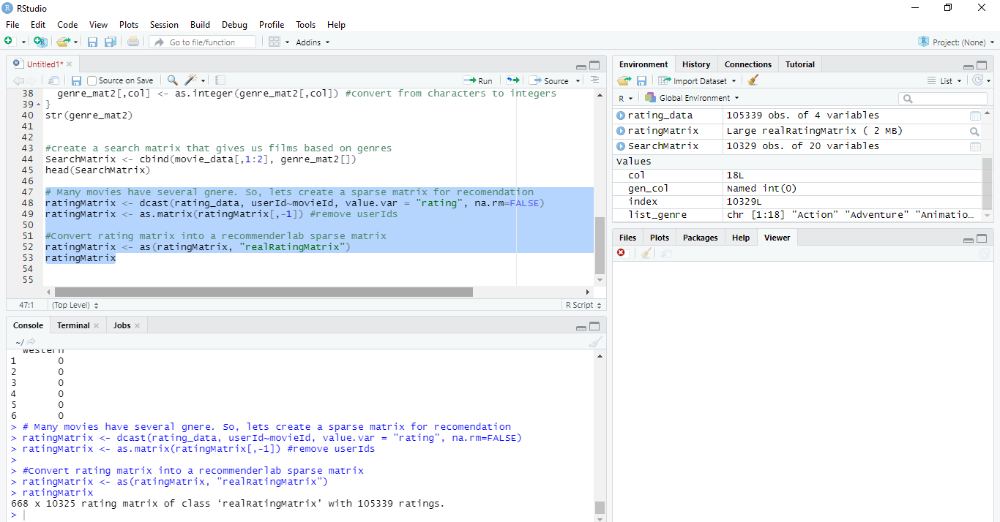 RStudio
File Edit Code View Plots Session Build Debug Profile Tools Help
Go to file/function Addins Project: (None)
Untitled1*
Source on Save Run Source
38 genre_mat2[,col] <- as.integer(genre_mat2[,col]) #convert from characters to integers
39 }
40 str(genre_mat2)
41
42
43 #create a search matrix that gives us films based on genres
44 SearchMatrix <- cbind(movie_data[,1:2], genre_mat2[])
45 head(SearchMatrix)
46
47 # Many movies have several gnere. So, lets create a sparse matrix for recomendation
48 ratingMatrix <- dcast(rating_data, userId~movieId, value.var = "rating", na.rm=FALSE)
49 ratingMatrix <- as.matrix(ratingMatrix[,-1]) #remove userIds
50
51 #Convert rating matrix into a recommenderlab sparse matrix
52 ratingMatrix <- as(ratingMatrix, "realRatingMatrix")
53 ratingMatrix
54
55
47:1 (Top Level) R Script
Console Terminal Jobs
~/
Western
1 0
2 0
3 0
4 0
5 0
6 0
> # Many movies have several gnere. So, lets create a sparse matrix for recomendation
> ratingMatrix <- dcast(rating_data, userId~movieId, value.var = "rating", na.rm=FALSE)
> ratingMatrix <- as.matrix(ratingMatrix[,-1]) #remove userIds
>
> #Convert rating matrix into a recommenderlab sparse matrix
> ratingMatrix <- as(ratingMatrix, "realRatingMatrix")
> ratingMatrix
668 x 10325 rating matrix of class ‘realRatingMatrix’ with 105339 ratings.
>
Environment History Connections Tutorial
Import Dataset List
R Global Environment
rating_data 105339 obs. of 4 variables
ratingMatrix Large realRatingMatrix ( 2 MB)
SearchMatrix 10329 obs. of 20 variables
Values
col 18L
gen_col Named int(0)
index 10329L
list_genre chr [1:18] "Action" "Adventure" "Animatio…
Files Plots Packages Help Viewer